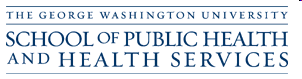 THE GEORGE WASHINGTON UNIVERSITY
SCHOOL OF PUBLIC HEALTH
AND HEALTH SERVICES